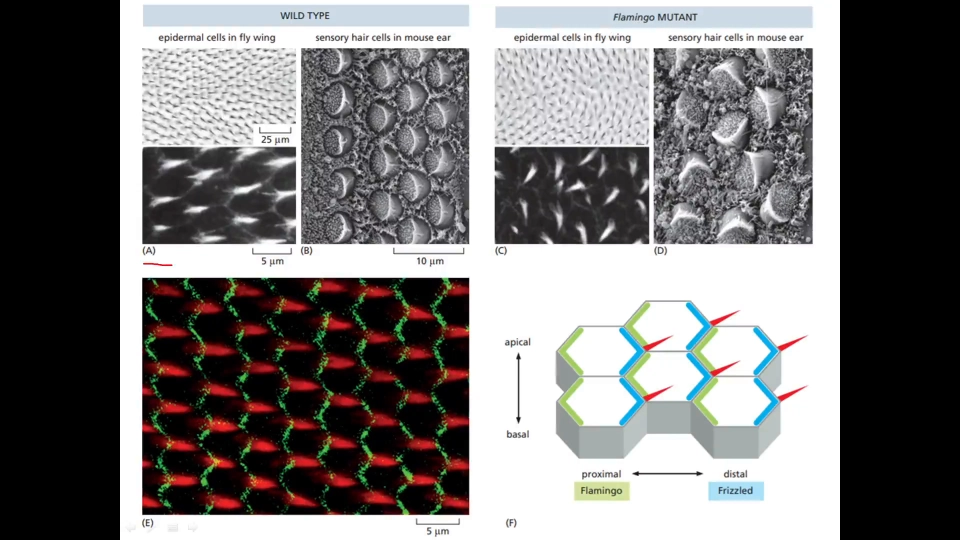 WILD TYPE
epidermal cells in fly wing
sensory hair cells in mouse ear
25 μm
(A)
5 μm
(B)
10 μm
Flamingo MUTANT
epidermal cells in fly wing
sensory hair cells in mouse ear
(C)
(D)
(E)
5 μm
apical
basal
proximal
distal
Flamingo
Frizzled
(F)